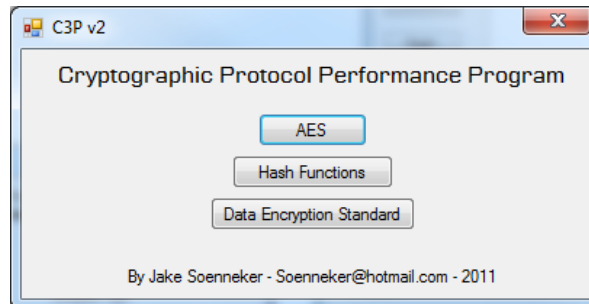 C3P v2
Cryptographic Protocol Performance Program
AES
Hash Functions
Data Encryption Standard
By Jake Soenneker - Soenneker@hotmail.com - 2011